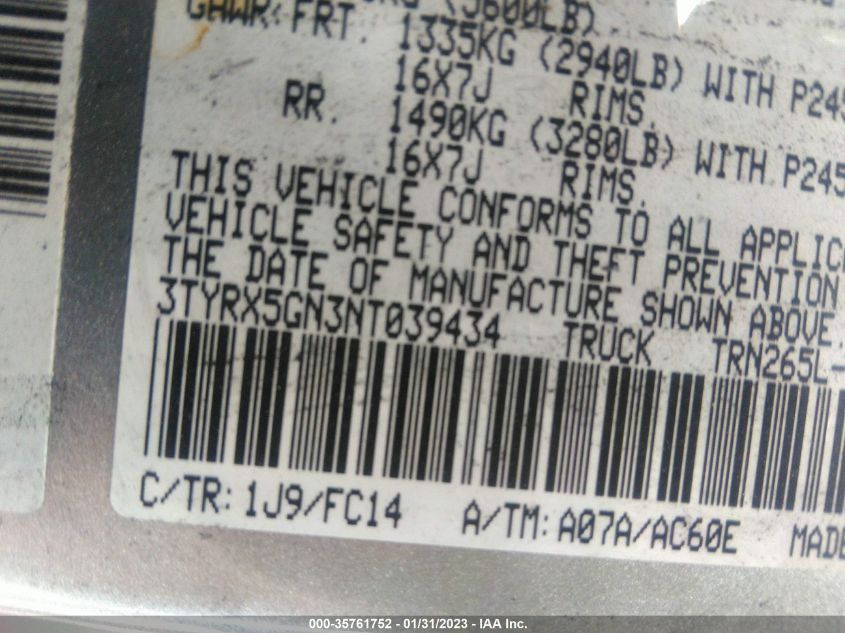 (3600LB)
GAWR FRT. 1335KG (2940LB) WITH P245
16X7J RIMS,
RR. 1490KG (3280LB) WITH P245
16X7J RIMS,
THIS VEHICLE CONFORMS TO ALL APPLIC
VEHICLE SAFETY AND THEFT PREVENTION
THE DATE OF MANUFACTURE SHOWN ABOVE.
3TYRX5GN3NT039434 TRUCK TRN265L-
C/TR: 1J9/FC14 A/TM: A07A/AC60E MADE
000-35761752 - 01/31/2023 - IAA Inc.